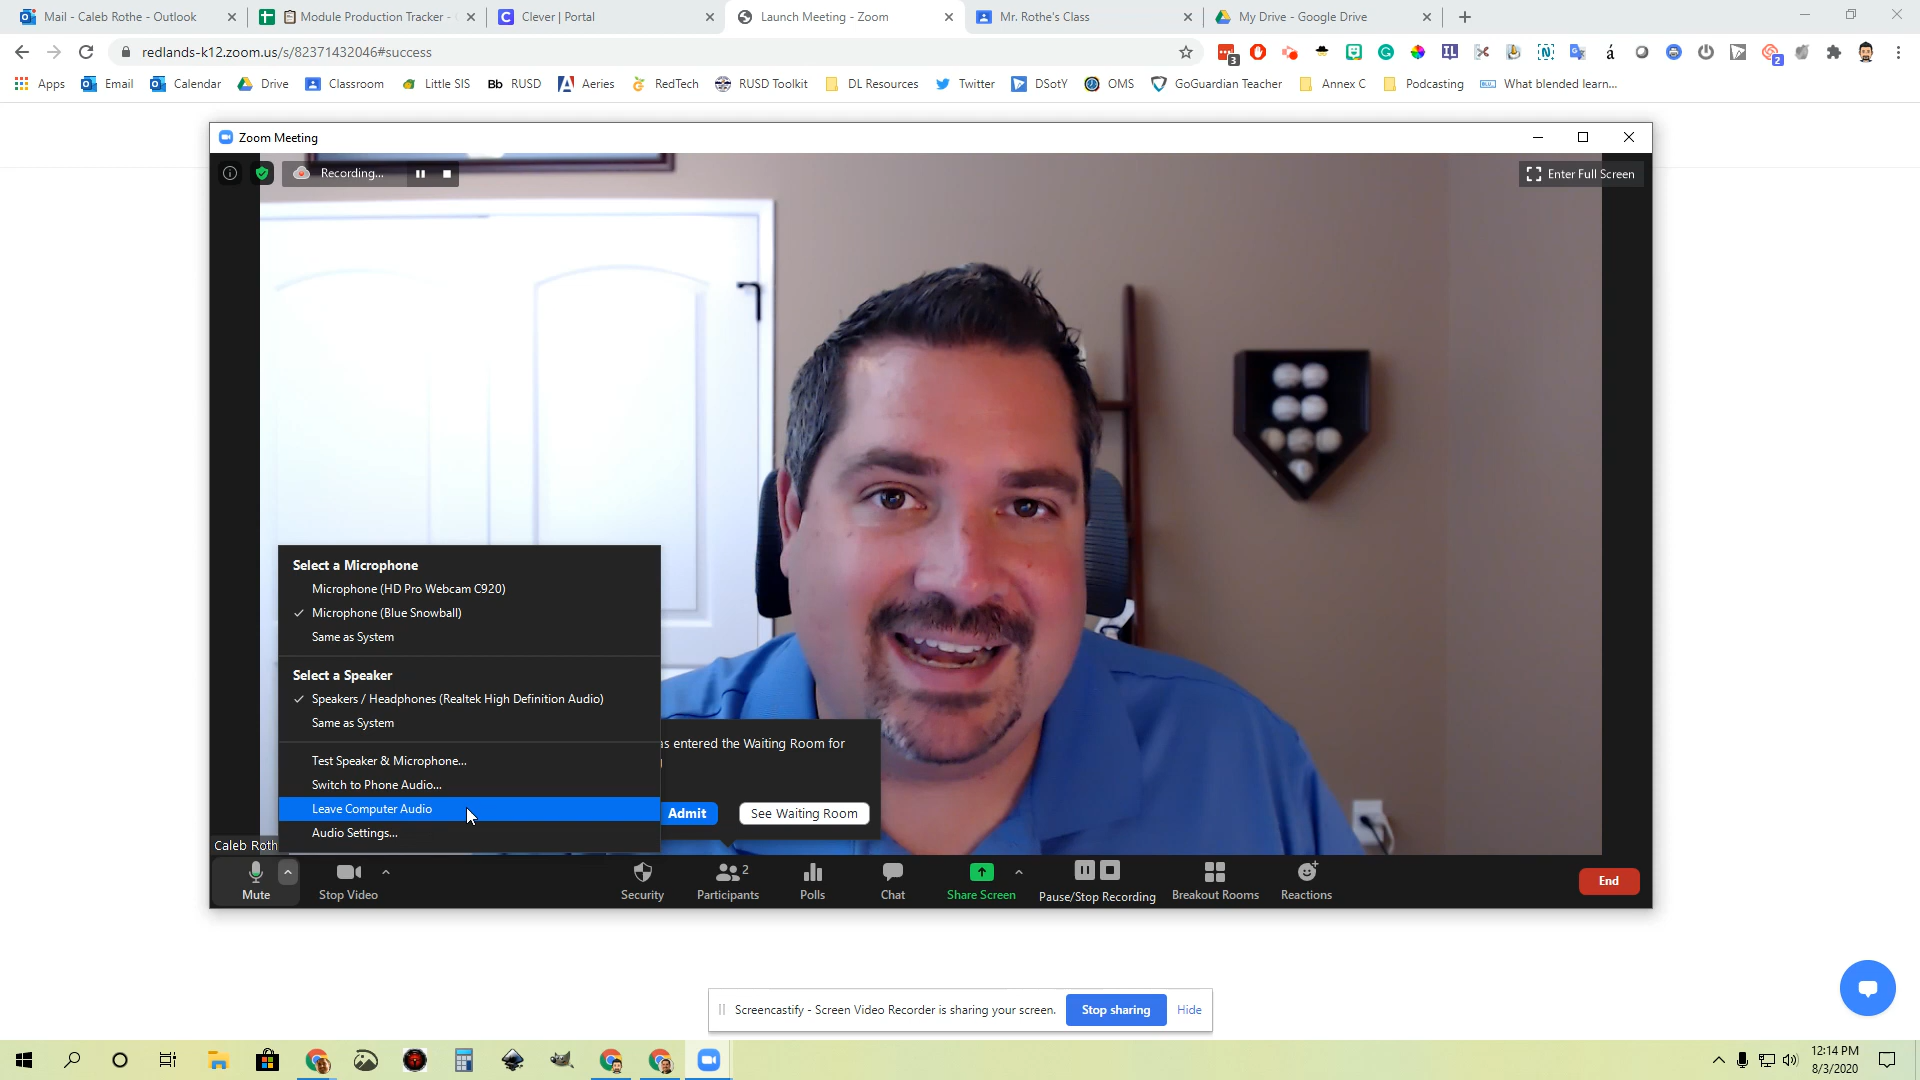 Mail - Caleb Rothe - Outlook
Module Production Tracker -
Clever | Portal
Launch Meeting - Zoom
Mr. Rothe's Class
My Drive - Google Drive
redlands-k12.zoom.us/s/82371432046#success
3
2
Apps
Email
Calendar
Drive
Classroom
Little SIS
Bb RUSD
Aeries
RedTech
RUSD Toolkit
DL Resources
Twitter
DSotY
OMS
GoGuardian Teacher
Annex C
Podcasting
What blended learn...
Zoom Meeting
Recording...
Enter Full Screen
Select a Microphone
Microphone (HD Pro Webcam C920)
Microphone (Blue Snowball)
Same as System
Select a Speaker
Speakers / Headphones (Realtek High Definition Audio)
Same as System
Test Speaker & Microphone...
Switch to Phone Audio...
Leave Computer Audio
Audio Settings...
as entered the Waiting Room for
Admit
See Waiting Room
Caleb Roth
Mute
Stop Video
Security
Participants
2
Polls
Chat
Share Screen
Pause/Stop Recording
Breakout Rooms
Reactions
End
Screencastify - Screen Video Recorder is sharing your screen.
Stop sharing
Hide
12:14 PM
8/3/2020